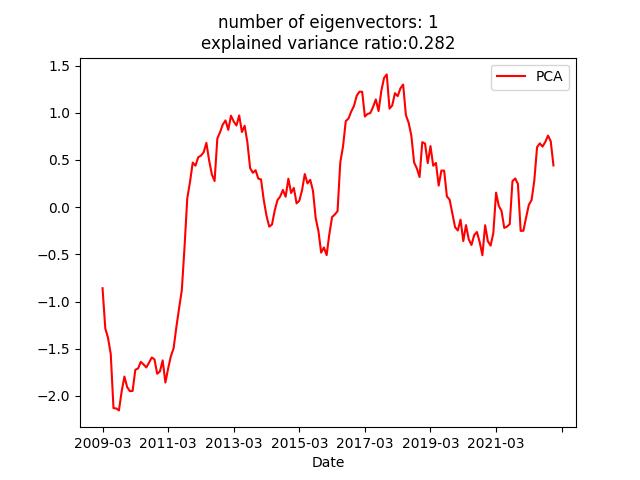 number of eigenvectors: 1
explained variance ratio:0.282
PCA
1.5
1.0
0.5
0.0
−0.5
−1.0
−1.5
−2.0
2009-03 2011-03 2013-03 2015-03 2017-03 2019-03 2021-03
Date